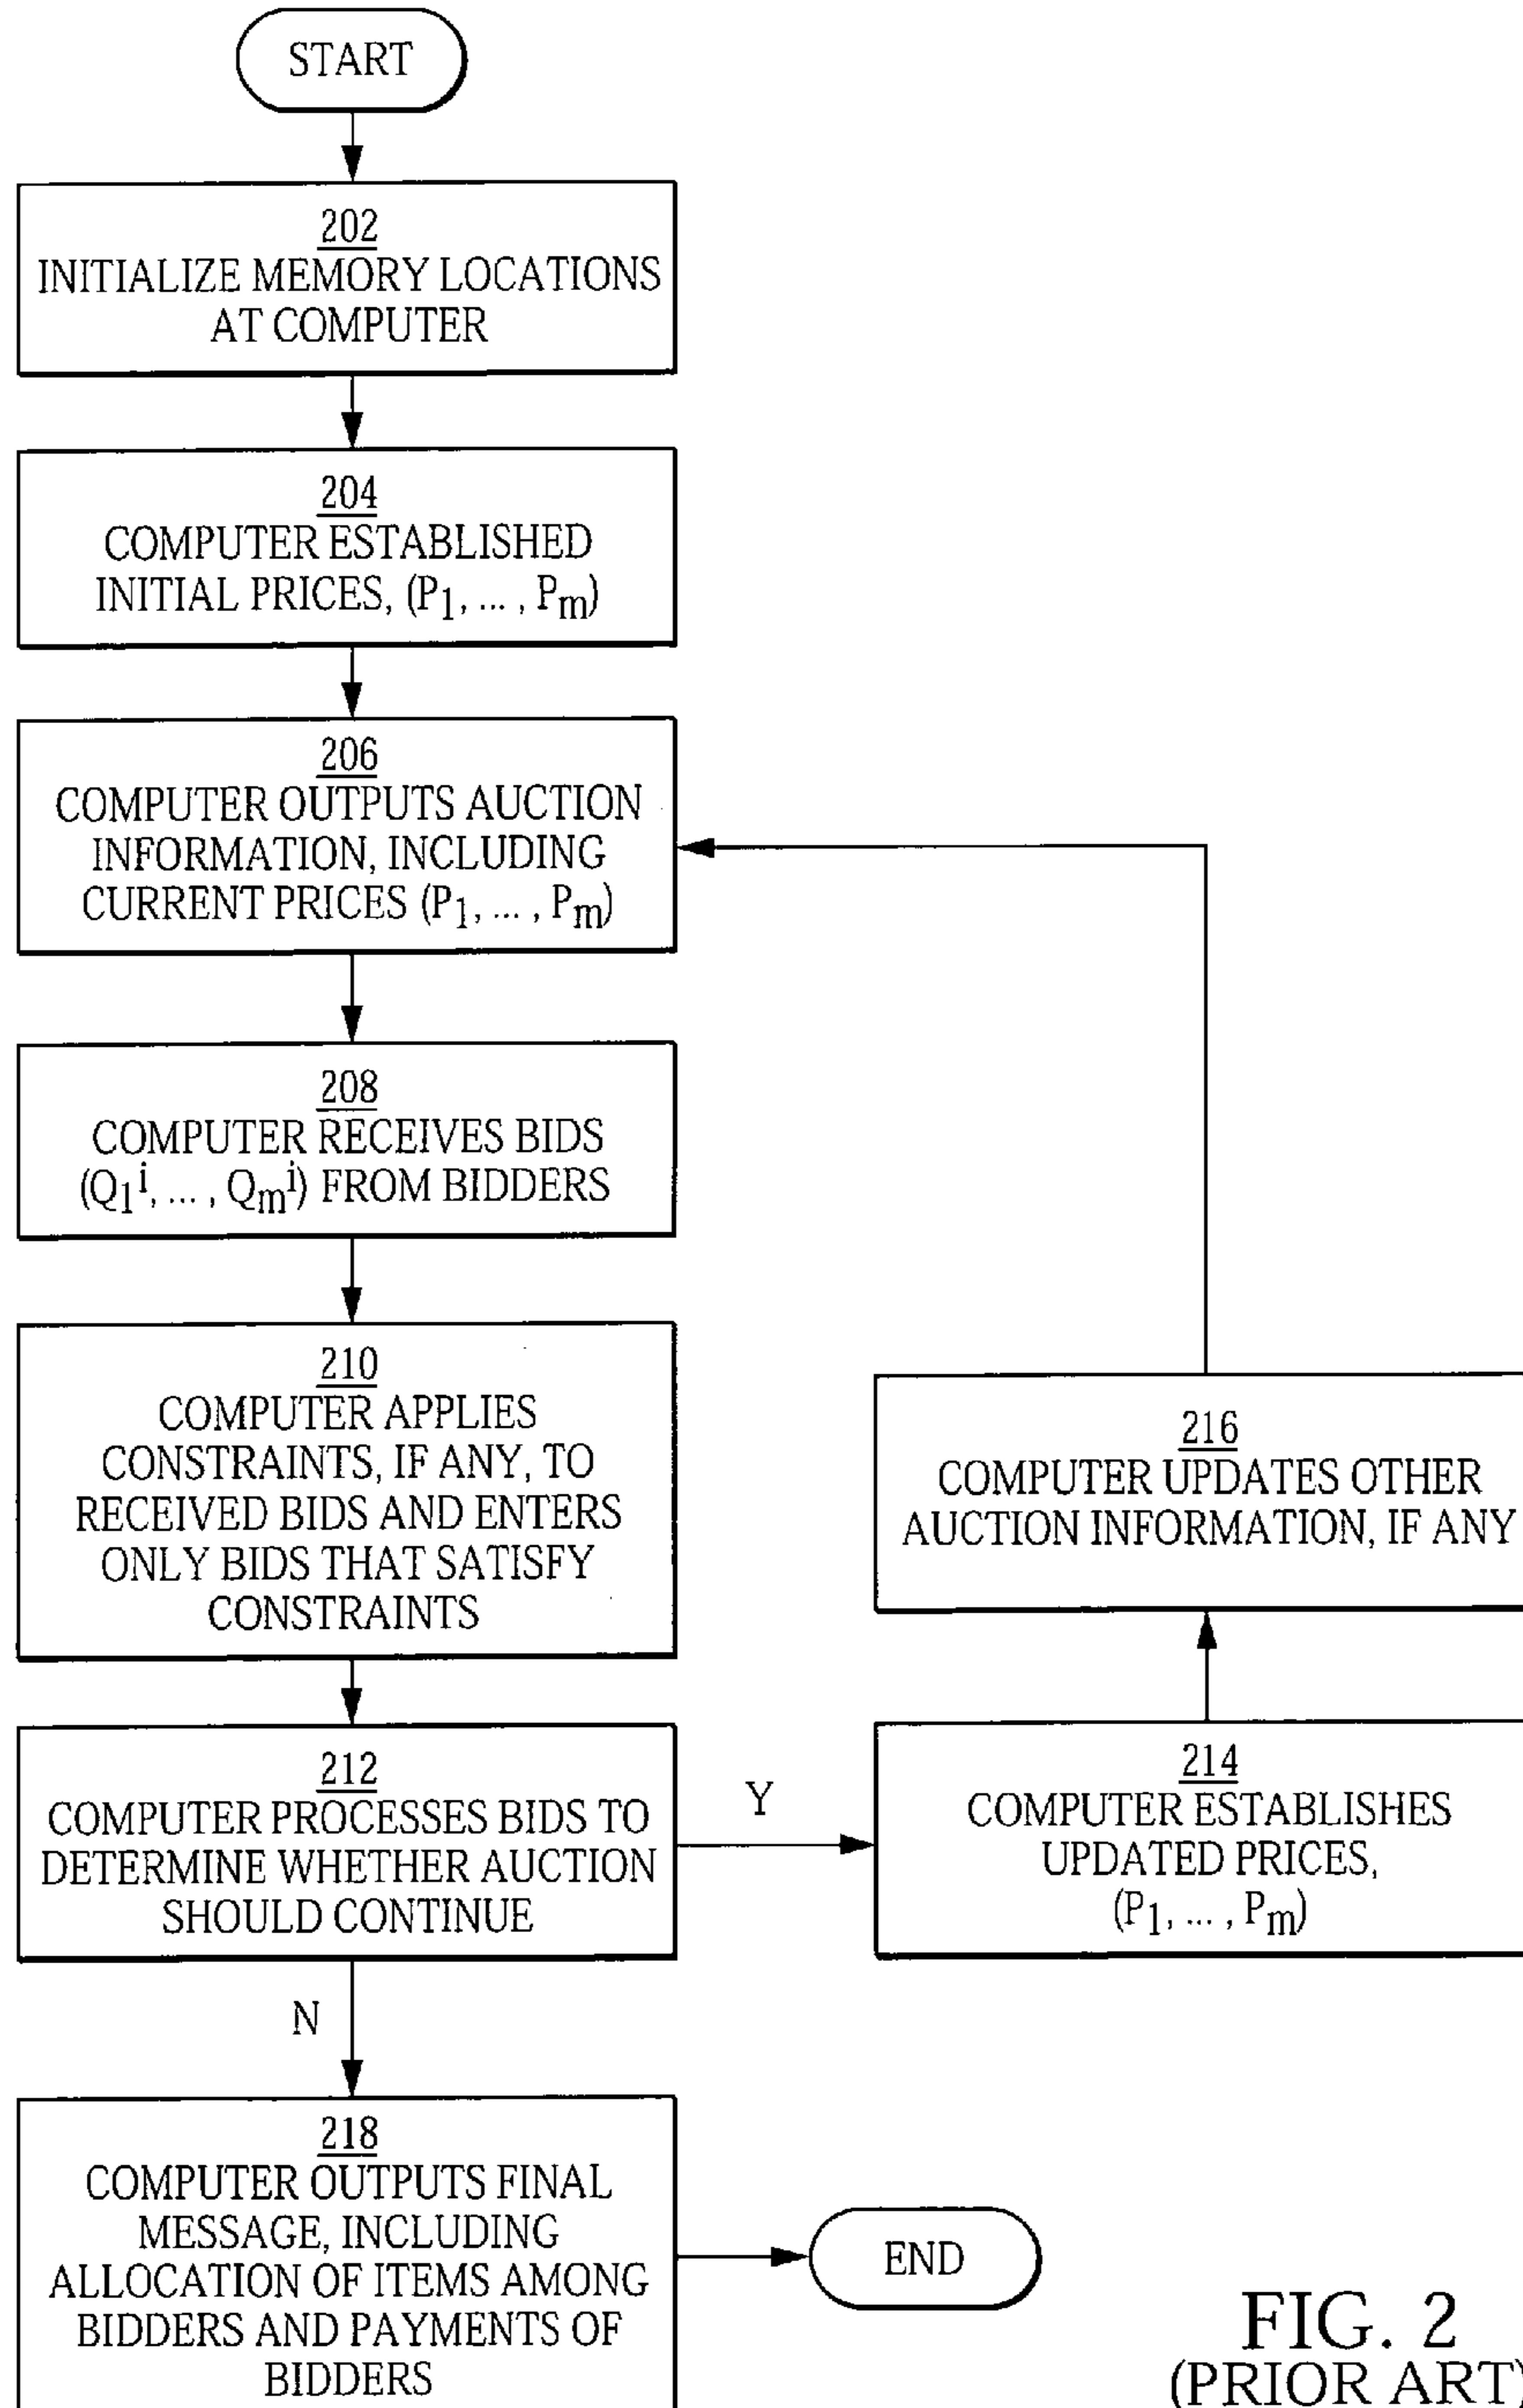 START
202
INITIALIZE MEMORY LOCATIONS
AT COMPUTER
204
COMPUTER ESTABLISHED
INITIAL PRICES, (P1, ... , Pm)
206
COMPUTER OUTPUTS AUCTION
INFORMATION, INCLUDING
CURRENT PRICES (P1, ... , Pm)
208
COMPUTER RECEIVES BIDS
(Q1i, ... , Qmi) FROM BIDDERS
210
COMPUTER APPLIES
CONSTRAINTS, IF ANY, TO
RECEIVED BIDS AND ENTERS
ONLY BIDS THAT SATISFY
CONSTRAINTS
212
COMPUTER PROCESSES BIDS TO
DETERMINE WHETHER AUCTION
SHOULD CONTINUE
Y
214
COMPUTER ESTABLISHES
UPDATED PRICES,
(P1, ... , Pm)
216
COMPUTER UPDATES OTHER
AUCTION INFORMATION, IF ANY
N
218
COMPUTER OUTPUTS FINAL
MESSAGE, INCLUDING
ALLOCATION OF ITEMS AMONG
BIDDERS AND PAYMENTS OF
BIDDERS
END
FIG. 2
(PRIOR ART)